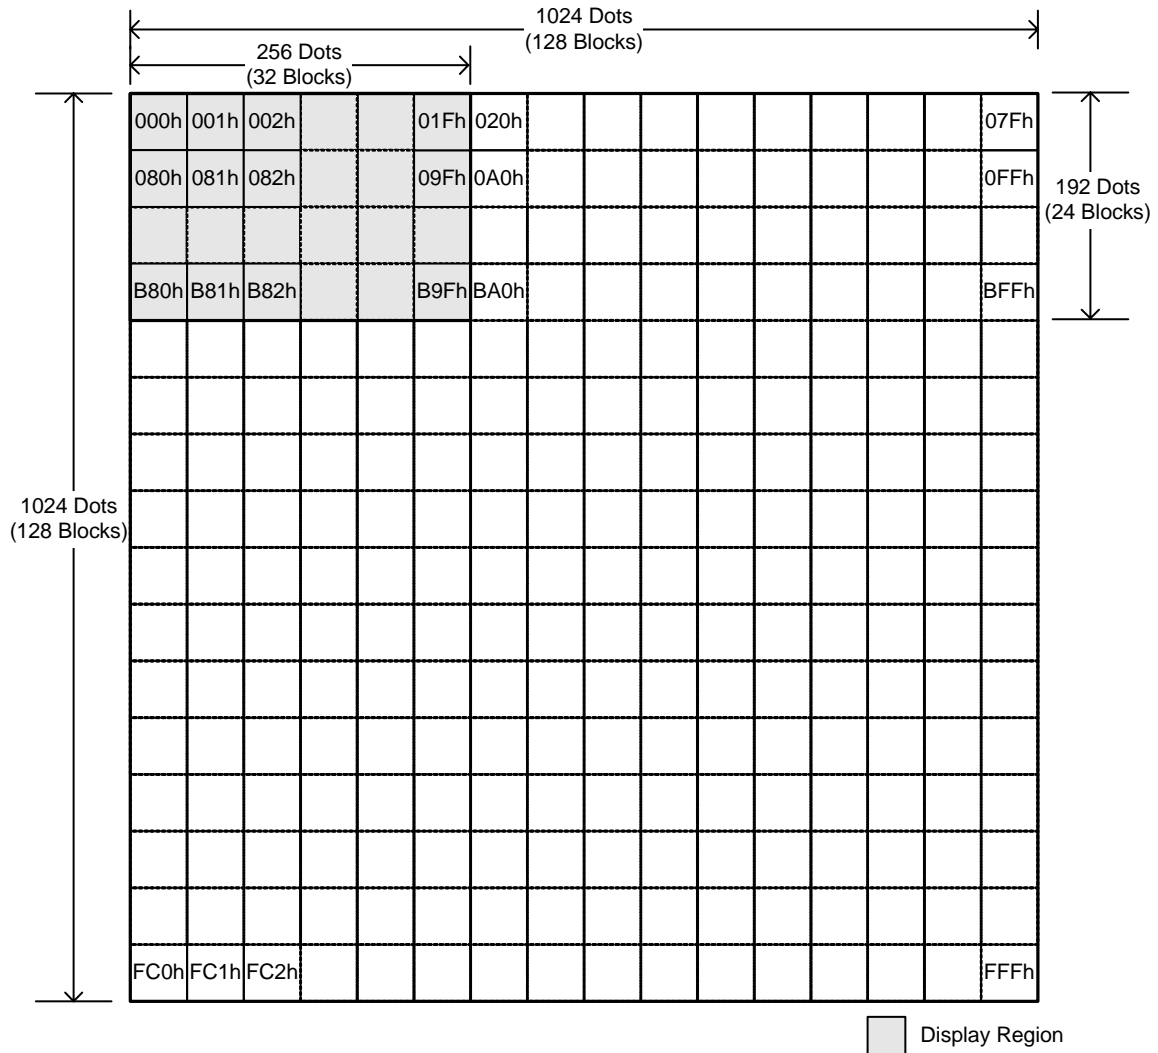 1024 Dots
(128 Blocks)
256 Dots
(32 Blocks)
000h 001h 002h 01Fh 020h 07Fh
080h 081h 082h 09Fh 0A0h 0FFh
192 Dots
(24 Blocks)
B80h B81h B82h B9Fh BA0h BFFh
1024 Dots
(128 Blocks)
FC0h FC1h FC2h FFFh
Display Region